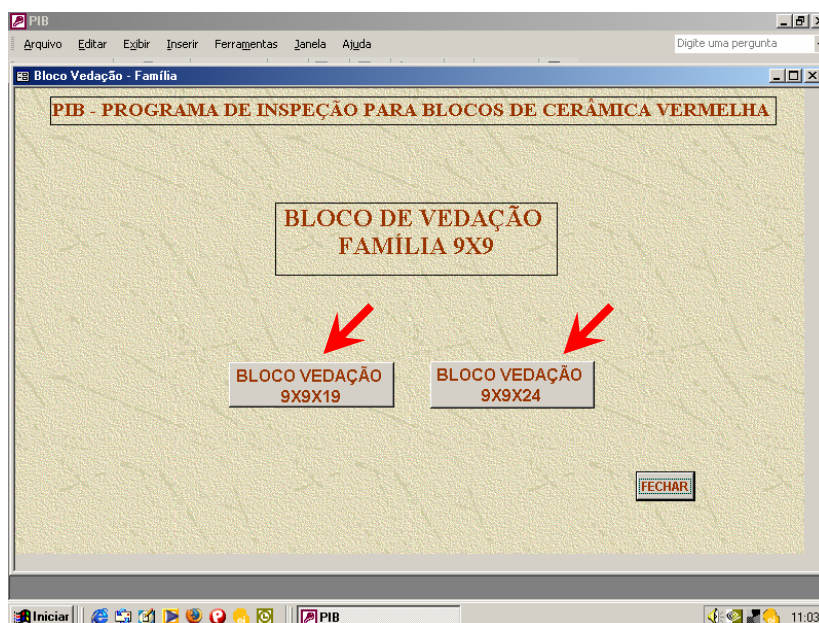 PIB
Arquivo Editar Exibir Inserir Ferramentas Janela Ajuda Digite uma pergunta
Bloco Vedação - Família
PIB - PROGRAMA DE INSPEÇÃO PARA BLOCOS DE CERÂMICA VERMELHA
BLOCO DE VEDAÇÃO
FAMÍLIA 9X9
BLOCO VEDAÇÃO
9X9X19
BLOCO VEDAÇÃO
9X9X24
FECHAR
Iniciar PIB 11:03